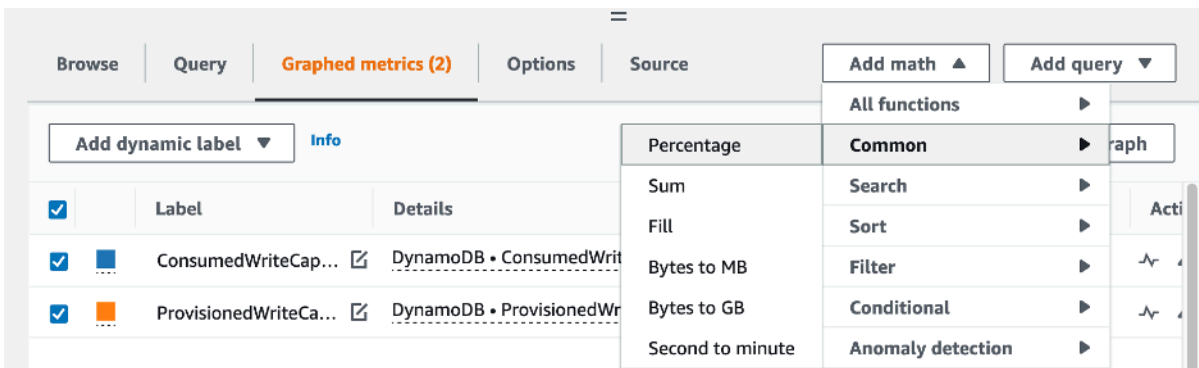 Browse Query Graphed metrics (2) Options Source Add math Add query
All functions
Add dynamic label Info
Percentage Common raph
Sum Search
Label Details Acti
Fill Sort
ConsumedWriteCap... DynamoDB • ConsumedWrit
Bytes to MB Filter
Bytes to GB Conditional
ProvisionedWriteCa... DynamoDB • ProvisionedWr
Second to minute Anomaly detection